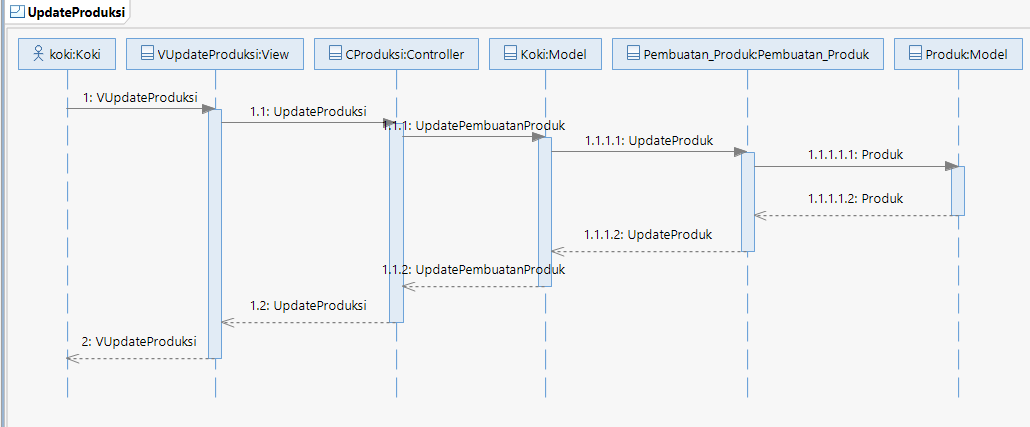 UpdateProduksi
koki:Koki
VUpdateProduksi:View
CProduksi:Controller
Koki:Model
Pembuatan_Produk:Pembuatan_Produk
Produk:Model
1: VUpdateProduksi
1.1: UpdateProduksi
1.1.1: UpdatePembuatanProduk
1.1.1.1: UpdateProduk
1.1.1.1.1: Produk
1.1.1.1.2: Produk
1.1.1.2: UpdateProduk
1.1.2: UpdatePembuatanProduk
1.2: UpdateProduksi
2: VUpdateProduksi